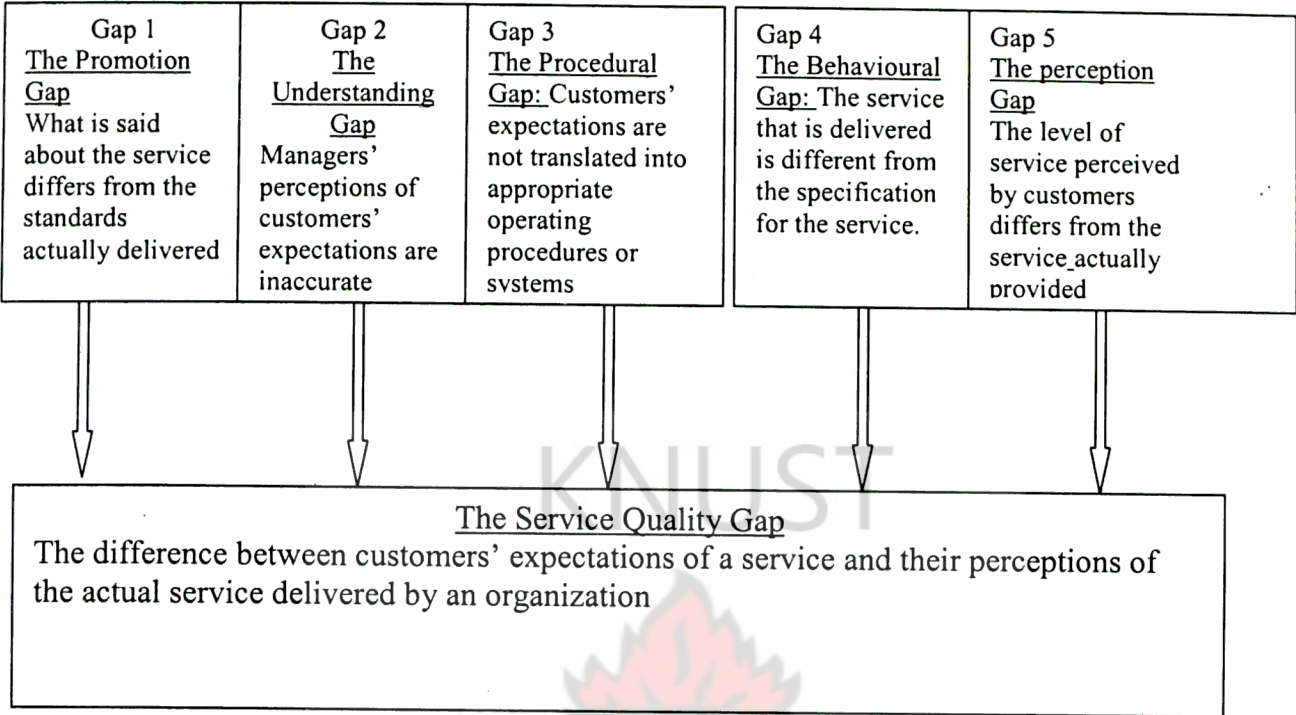 Gap 1
The Promotion
Gap
What is said
about the service
differs from the
standards
actually delivered
Gap 2
The
Understanding
Gap
Managers'
perceptions of
customers'
expectations are
inaccurate
Gap 3
The Procedural
Gap: Customers'
expectations are
not translated into
appropriate
operating
procedures or
systems
Gap 4
The Behavioural
Gap: The service
that is delivered
is different from
the specification
for the service.
Gap 5
The perception
Gap
The level of
service perceived
by customers
differs from the
service actually
provided
KNUST
The Service Quality Gap
The difference between customers' expectations of a service and their perceptions of
the actual service delivered by an organization